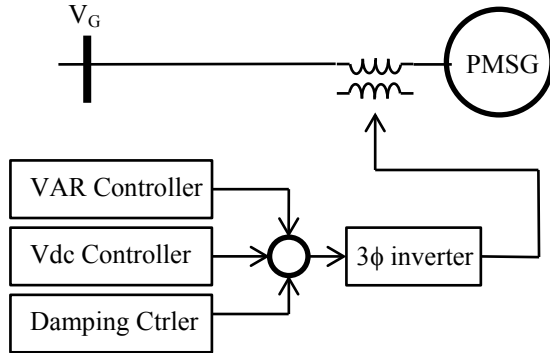 V_G
PMSG
VAR Controller
Vdc Controller
3ϕ inverter
Damping Ctrler